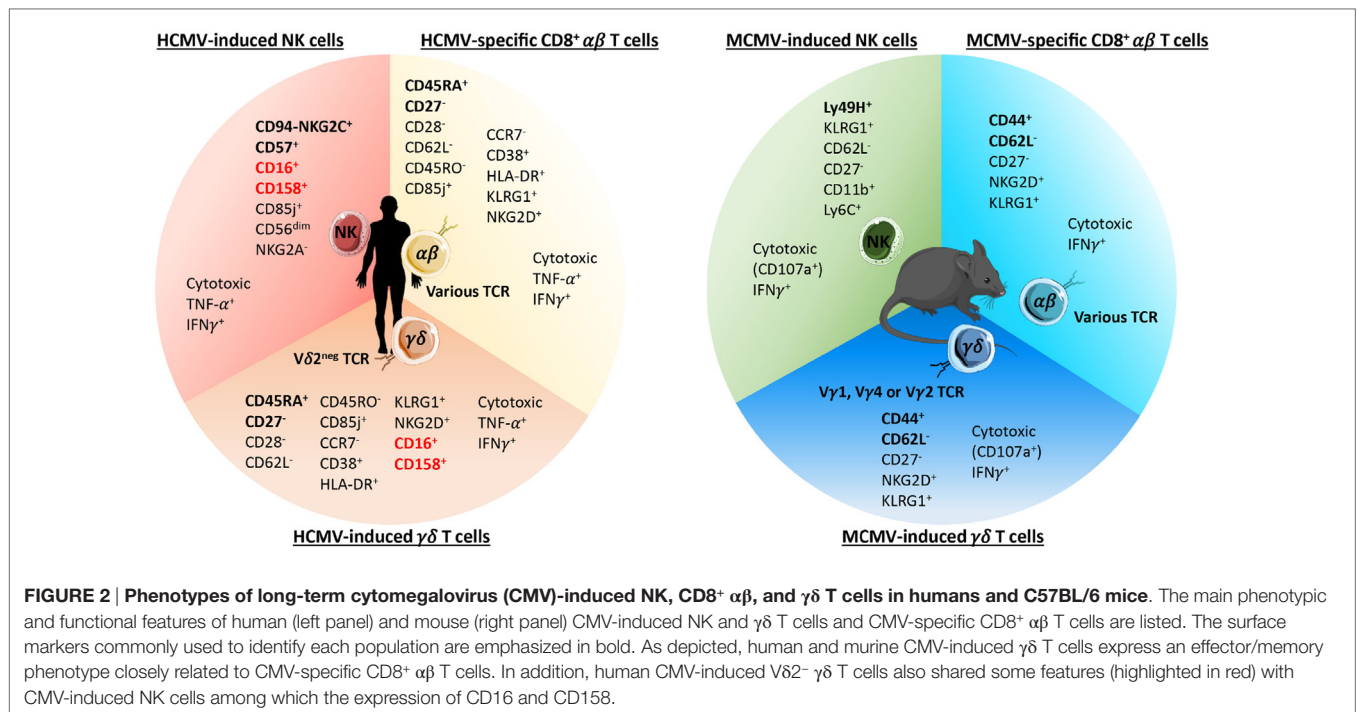 HCMV-induced NK cells
HCMV-specific CD8⁺ αβ T cells
CD94-NKG2C⁺
CD57⁺
CD16⁺
CD158⁺
CD85j⁺
CD56ᵈⁱᵐ
NKG2A⁻
NK
Cytotoxic
TNF-α⁺
IFNγ⁺
CD45RA⁺
CD27⁻
CD28⁻
CD62L⁻
CD45RO⁻
CD85j⁺
CCR7⁻
CD38⁺
HLA-DR⁺
KLRG1⁺
NKG2D⁺
αβ
Various TCR
Cytotoxic
TNF-α⁺
IFNγ⁺
γδ
Vδ2ⁿᵉᵍ TCR
CD45RA⁺
CD27⁻
CD28⁻
CD62L⁻
CD45RO⁻
CD85j⁺
CCR7⁻
CD38⁺
HLA-DR⁺
KLRG1⁺
NKG2D⁺
CD16⁺
CD158⁺
Cytotoxic
TNF-α⁺
IFNγ⁺
HCMV-induced γδ T cells
MCMV-induced NK cells
MCMV-specific CD8⁺ αβ T cells
Ly49H⁺
KLRG1⁺
CD62L⁻
CD27⁻
CD11b⁺
Ly6C⁺
NK
Cytotoxic
(CD107a⁺)
IFNγ⁺
CD44⁺
CD62L⁻
CD27⁻
NKG2D⁺
KLRG1⁺
Cytotoxic
IFNγ⁺
αβ
Various TCR
γδ
Vγ1, Vγ4 or Vγ2 TCR
CD44⁺
CD62L⁻
CD27⁻
NKG2D⁺
KLRG1⁺
Cytotoxic
(CD107a⁺)
IFNγ⁺
MCMV-induced γδ T cells
FIGURE 2 | Phenotypes of long-term cytomegalovirus (CMV)-induced NK, CD8⁺ αβ, and γδ T cells in humans and C57BL/6 mice. The main phenotypic
and functional features of human (left panel) and mouse (right panel) CMV-induced NK and γδ T cells and CMV-specific CD8⁺ αβ T cells are listed. The surface
markers commonly used to identify each population are emphasized in bold. As depicted, human and murine CMV-induced γδ T cells express an effector/memory
phenotype closely related to CMV-specific CD8⁺ αβ T cells. In addition, human CMV-induced Vδ2⁻ γδ T cells also shared some features (highlighted in red) with
CMV-induced NK cells among which the expression of CD16 and CD158.